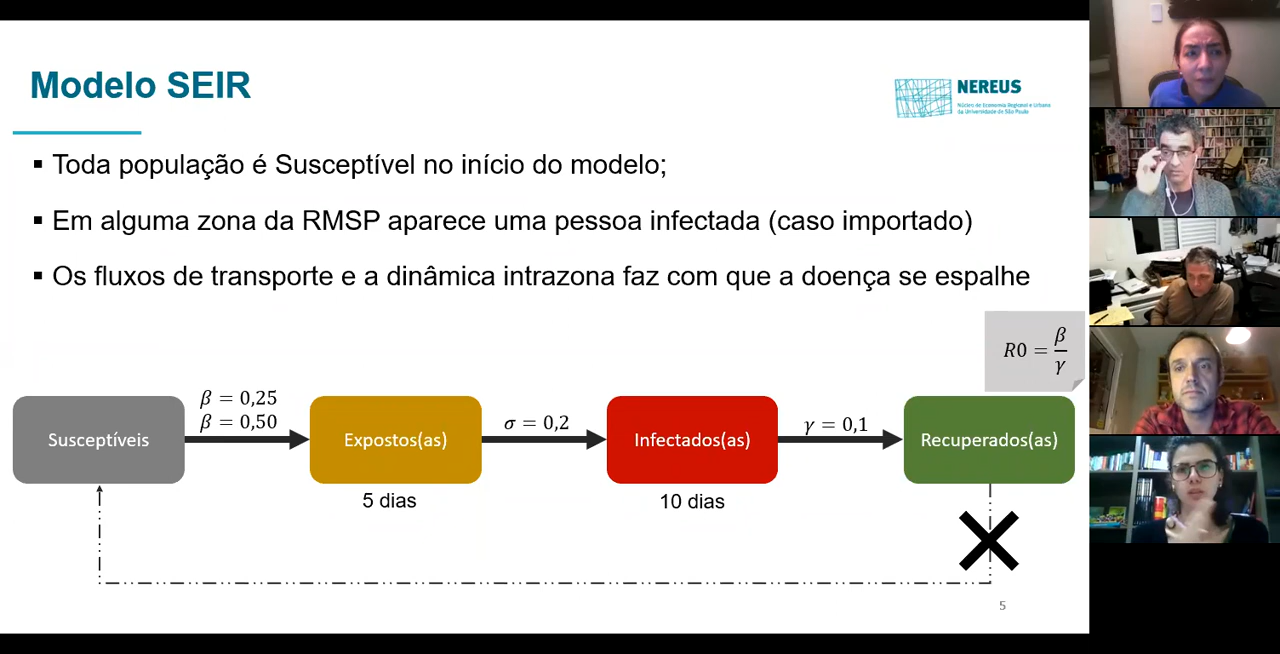 Modelo SEIR
NEREUS
Núcleo de Economia Regional e Urbana
da Universidade de São Paulo
▪ Toda população é Susceptível no início do modelo;
▪ Em alguma zona da RMSP aparece uma pessoa infectada (caso importado)
▪ Os fluxos de transporte e a dinâmica intrazona faz com que a doença se espalhe
R0 = β/γ
β = 0,25
β = 0,50
σ = 0,2
γ = 0,1
Susceptíveis
Expostos(as)
Infectados(as)
Recuperados(as)
5 dias
10 dias
5